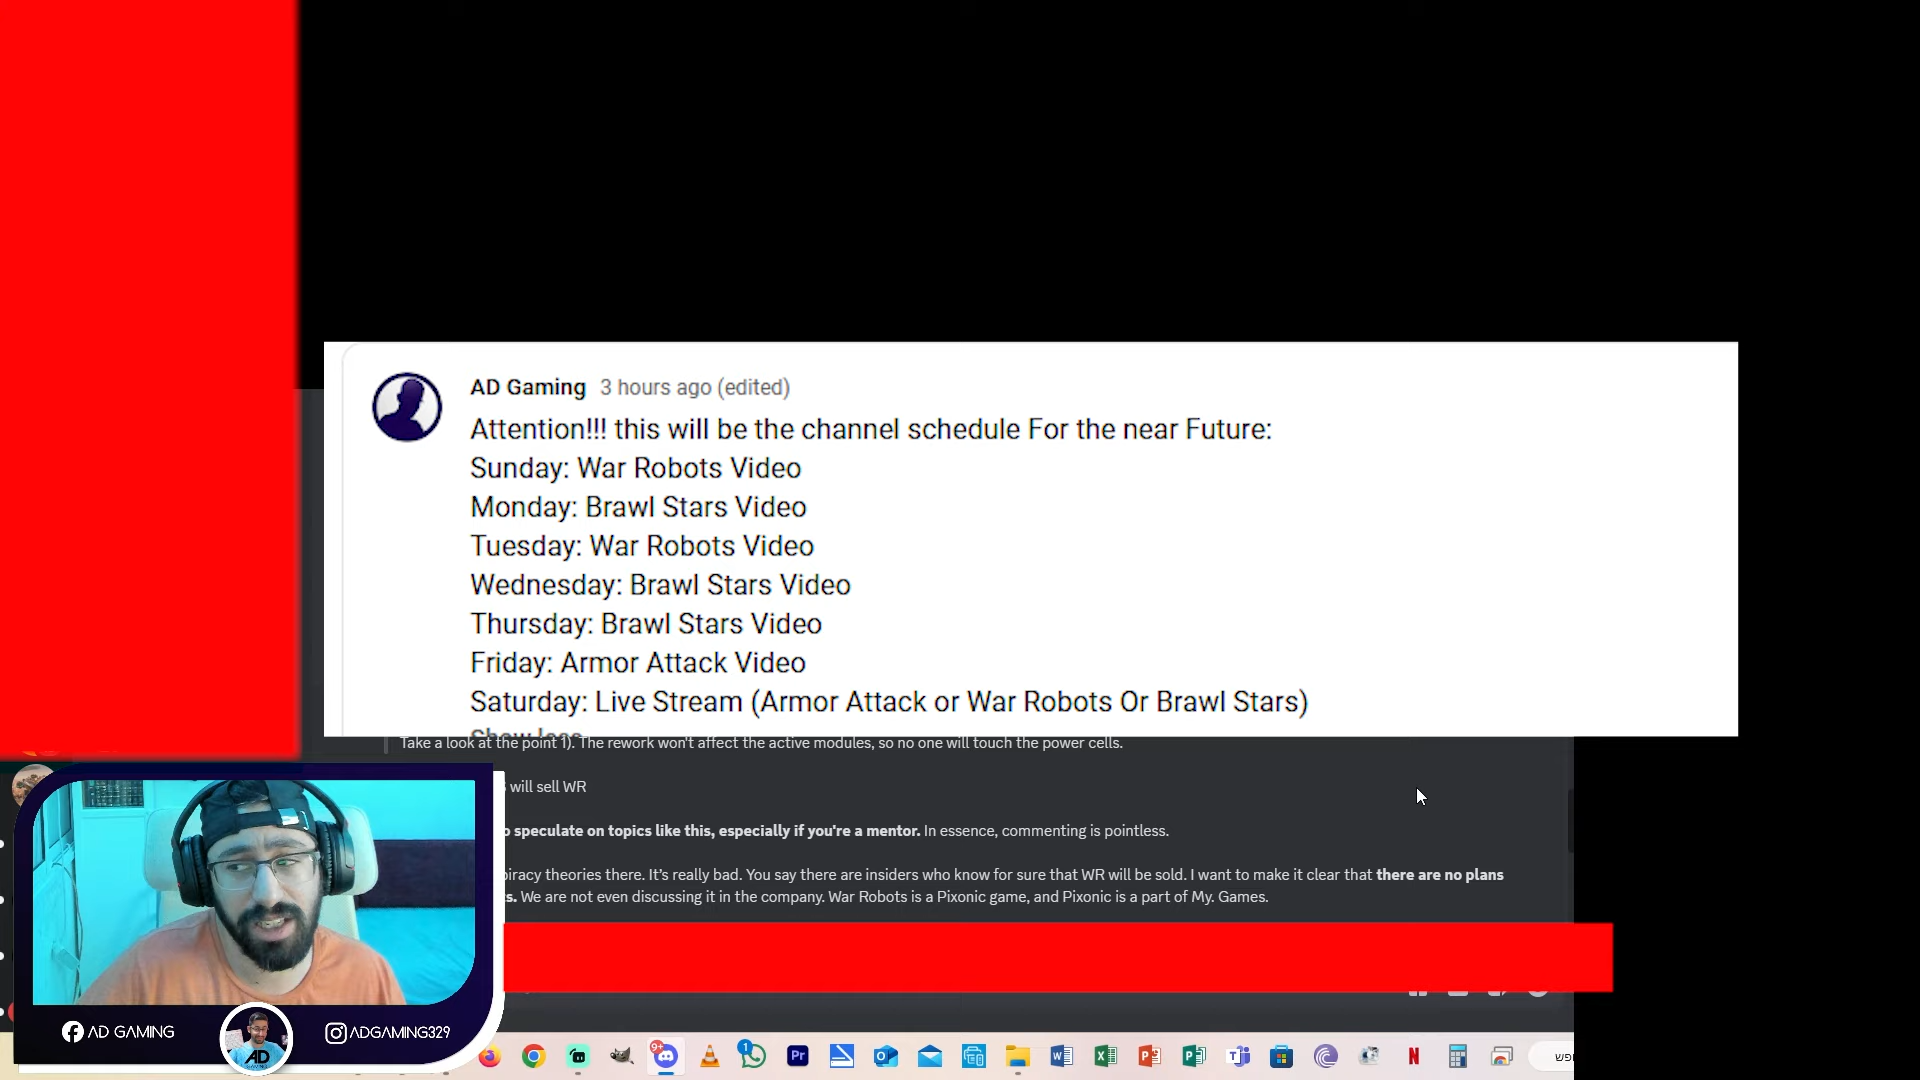 AD Gaming 3 hours ago (edited)
Attention!!! this will be the channel schedule For the near Future:
Sunday: War Robots Video
Monday: Brawl Stars Video
Tuesday: War Robots Video
Wednesday: Brawl Stars Video
Thursday: Brawl Stars Video
Friday: Armor Attack Video
Saturday: Live Stream (Armor Attack or War Robots Or Brawl Stars)
Show less
Take a look at the point 1). The rework won't affect the active modules, so no one will touch the power cells.
will sell WR
speculate on topics like this, especially if you're a mentor. In essence, commenting is pointless.
theories there. It's really bad. You say there are insiders who know for sure that WR will be sold. I want to make it clear that there are no plans
We are not even discussing it in the company. War Robots is a Pixonic game, and Pixonic is a part of My. Games.
AD GAMING
AD
ADGAMING329
9+
1
Pr
N